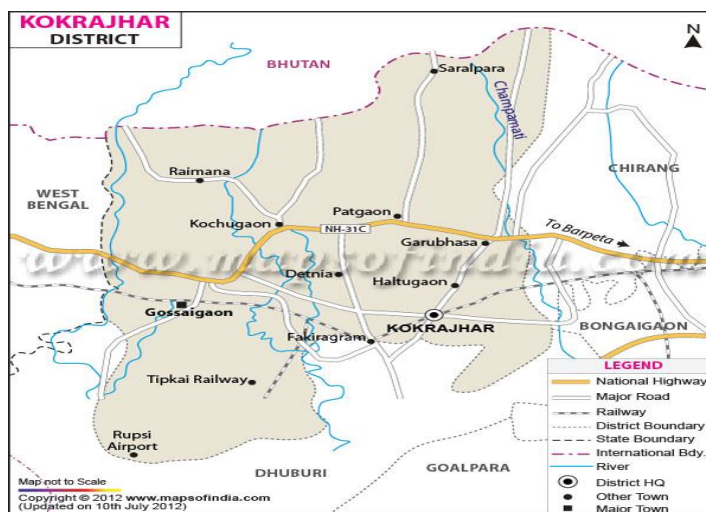 KOKRAJHAR
DISTRICT
N
BHUTAN
Saralpara
Champamati
CHIRANG
Raimana
WEST
BENGAL
Kochugaon
Patgaon
NH-31C
Garubhasa
To Barpeta
www.mapsofindia.com
Detnia
Haltugaon
Gossaigaon
KOKRAJHAR
BONGAIGAON
Fakiragram
Tipkai Railway
Rupsi
Airport
DHUBURI
GOALPARA
LEGEND
National Highway
Major Road
Railway
District Boundary
State Boundary
International Bdy.
River
District HQ
Other Town
Major Town
Map not to Scale
Copyright © 2012 www.mapsofindia.com
(Updated on 10th July 2012)